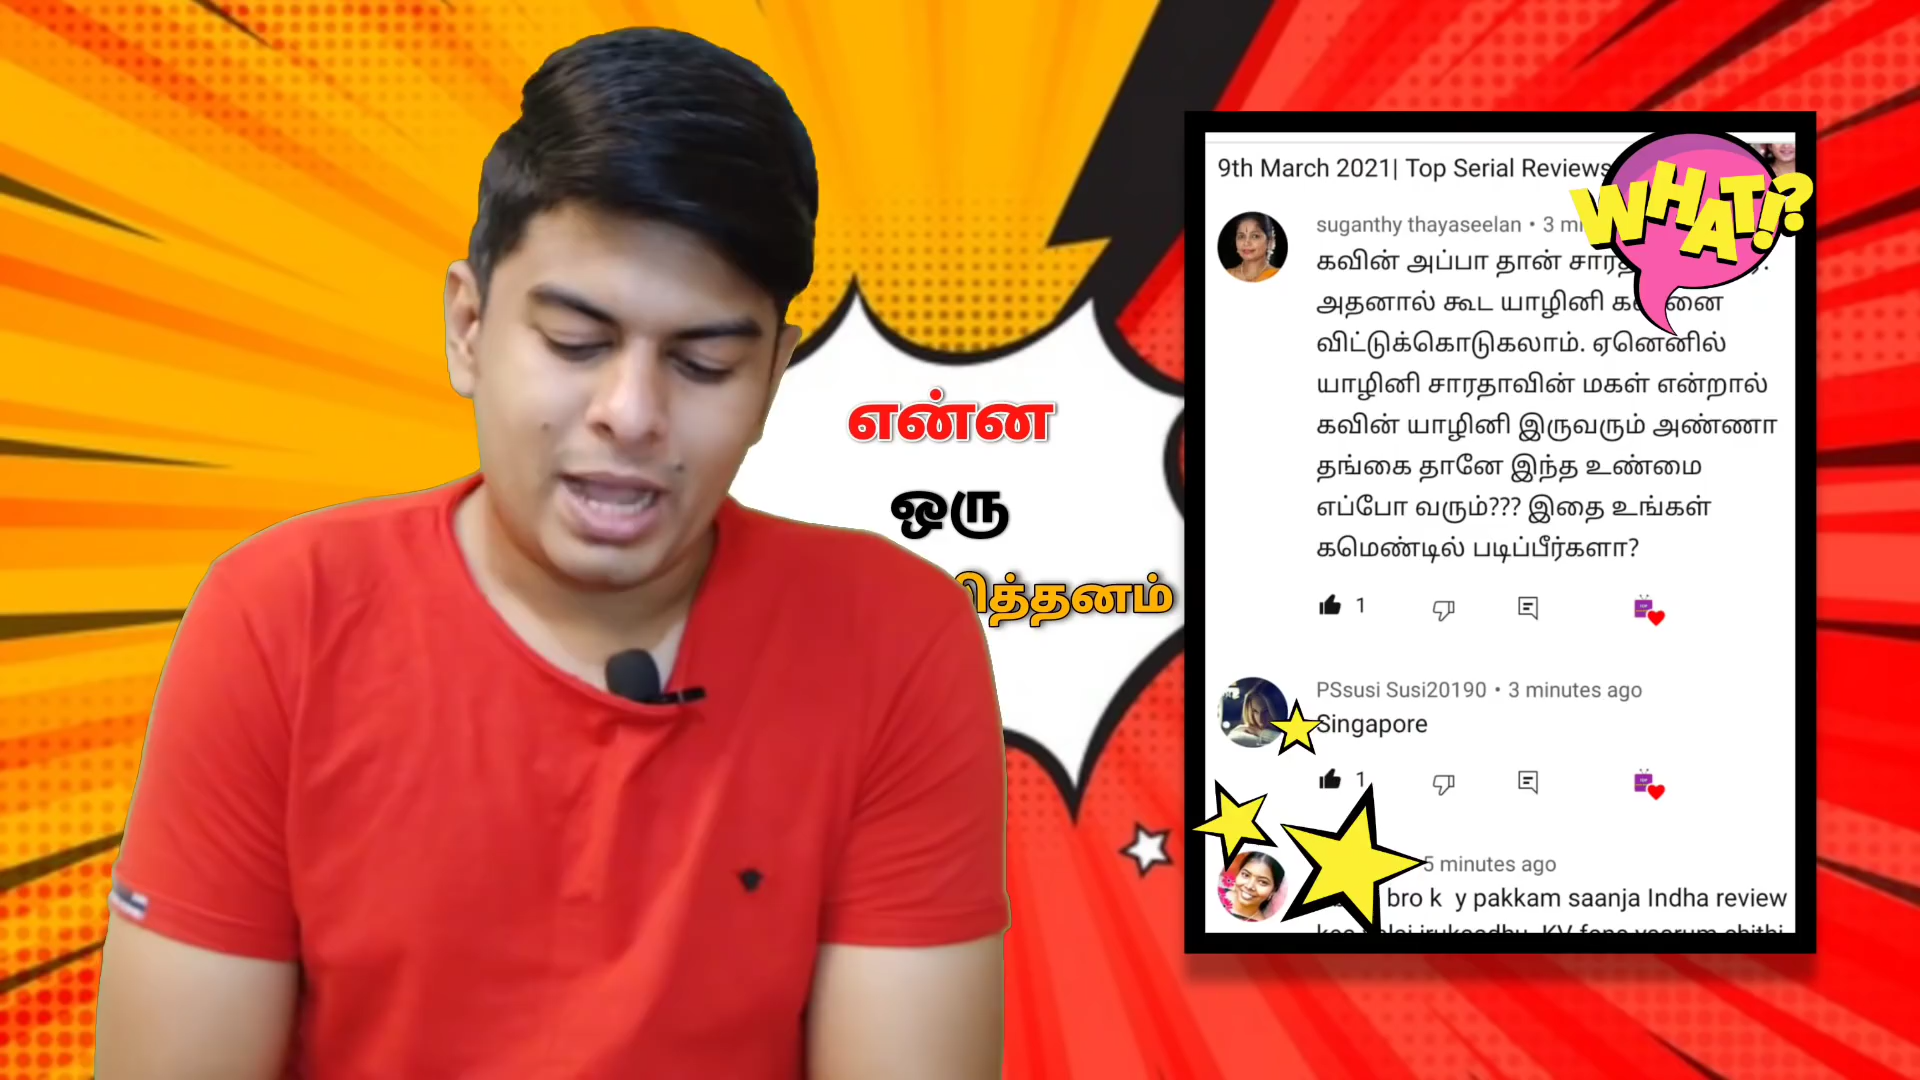 என்ன
ஒரு
9th March 2021| Top Serial Reviews
WHAT!?
suganthy thayaseelan • 3
கவின் அப்பா தான்
அதனால் கூட யாழினி
விட்டுக்கொடுகலாம். ஏனெனில்
யாழினி சாரதாவின் மகள் என்றால்
கவின் யாழினி இருவரும் அண்ணா
தங்கை தானே இந்த உண்மை
எப்போ வரும்??? இதை உங்கள்
கமெண்டில் படிப்பீர்களா?
1
PSsusi Susi20190 • 3 minutes ago
Singapore
1
5 minutes ago
bro k y pakkam saanja Indha review